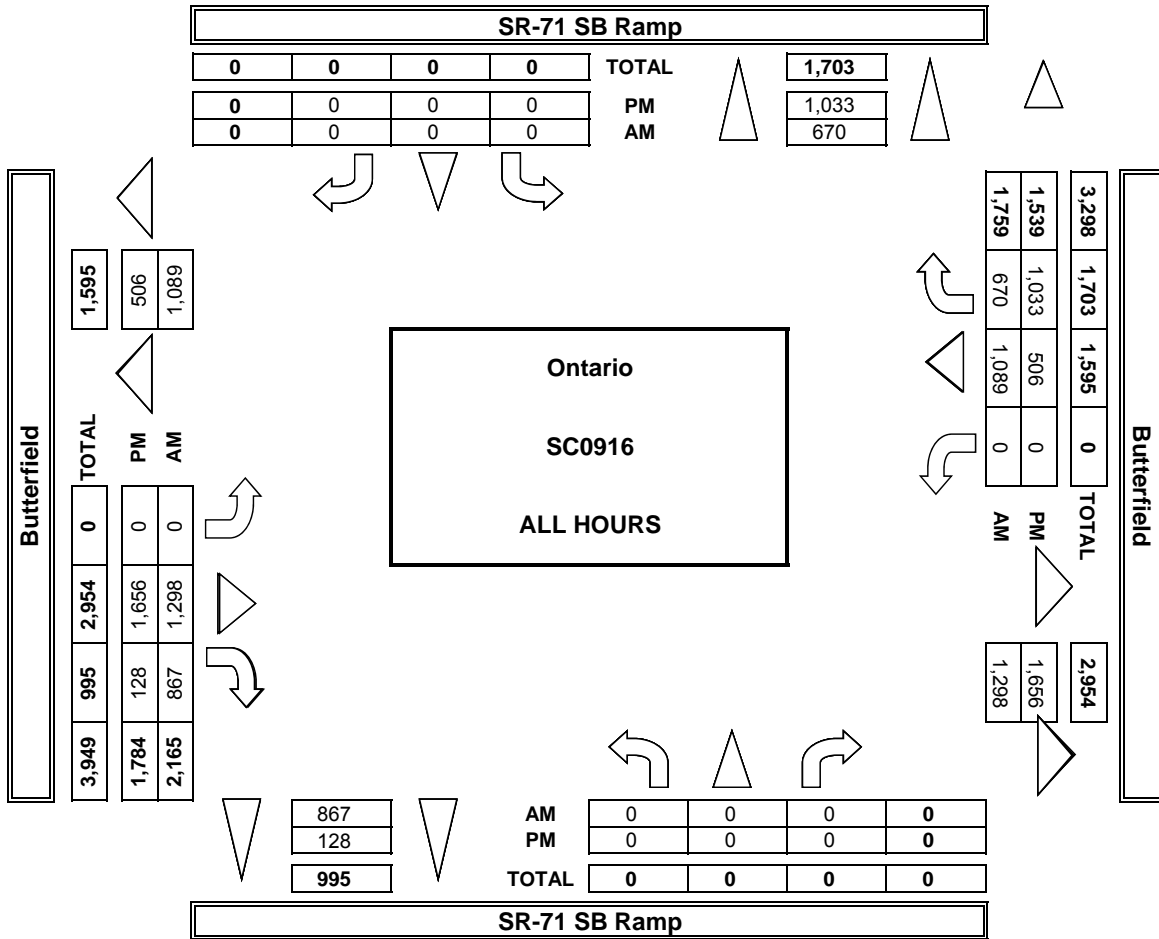 SR-71 SB Ramp
0 0 0 0 TOTAL 1,703
0 0 0 0 PM 1,033
0 0 0 0 AM 670
Butterfield
1,595
506
1,089
TOTAL
PM
AM
0 2,954 995 3,949
0 1,656 128 1,784
0 1,298 867 2,165
Ontario
SC0916
ALL HOURS
3,298 1,703 1,595 0 TOTAL
1,539 1,033 506 0 PM
1,759 670 1,089 0 AM
2,954
1,656
1,298
Butterfield
867 AM 0 0 0 0
128 PM 0 0 0 0
995 TOTAL 0 0 0 0
SR-71 SB Ramp